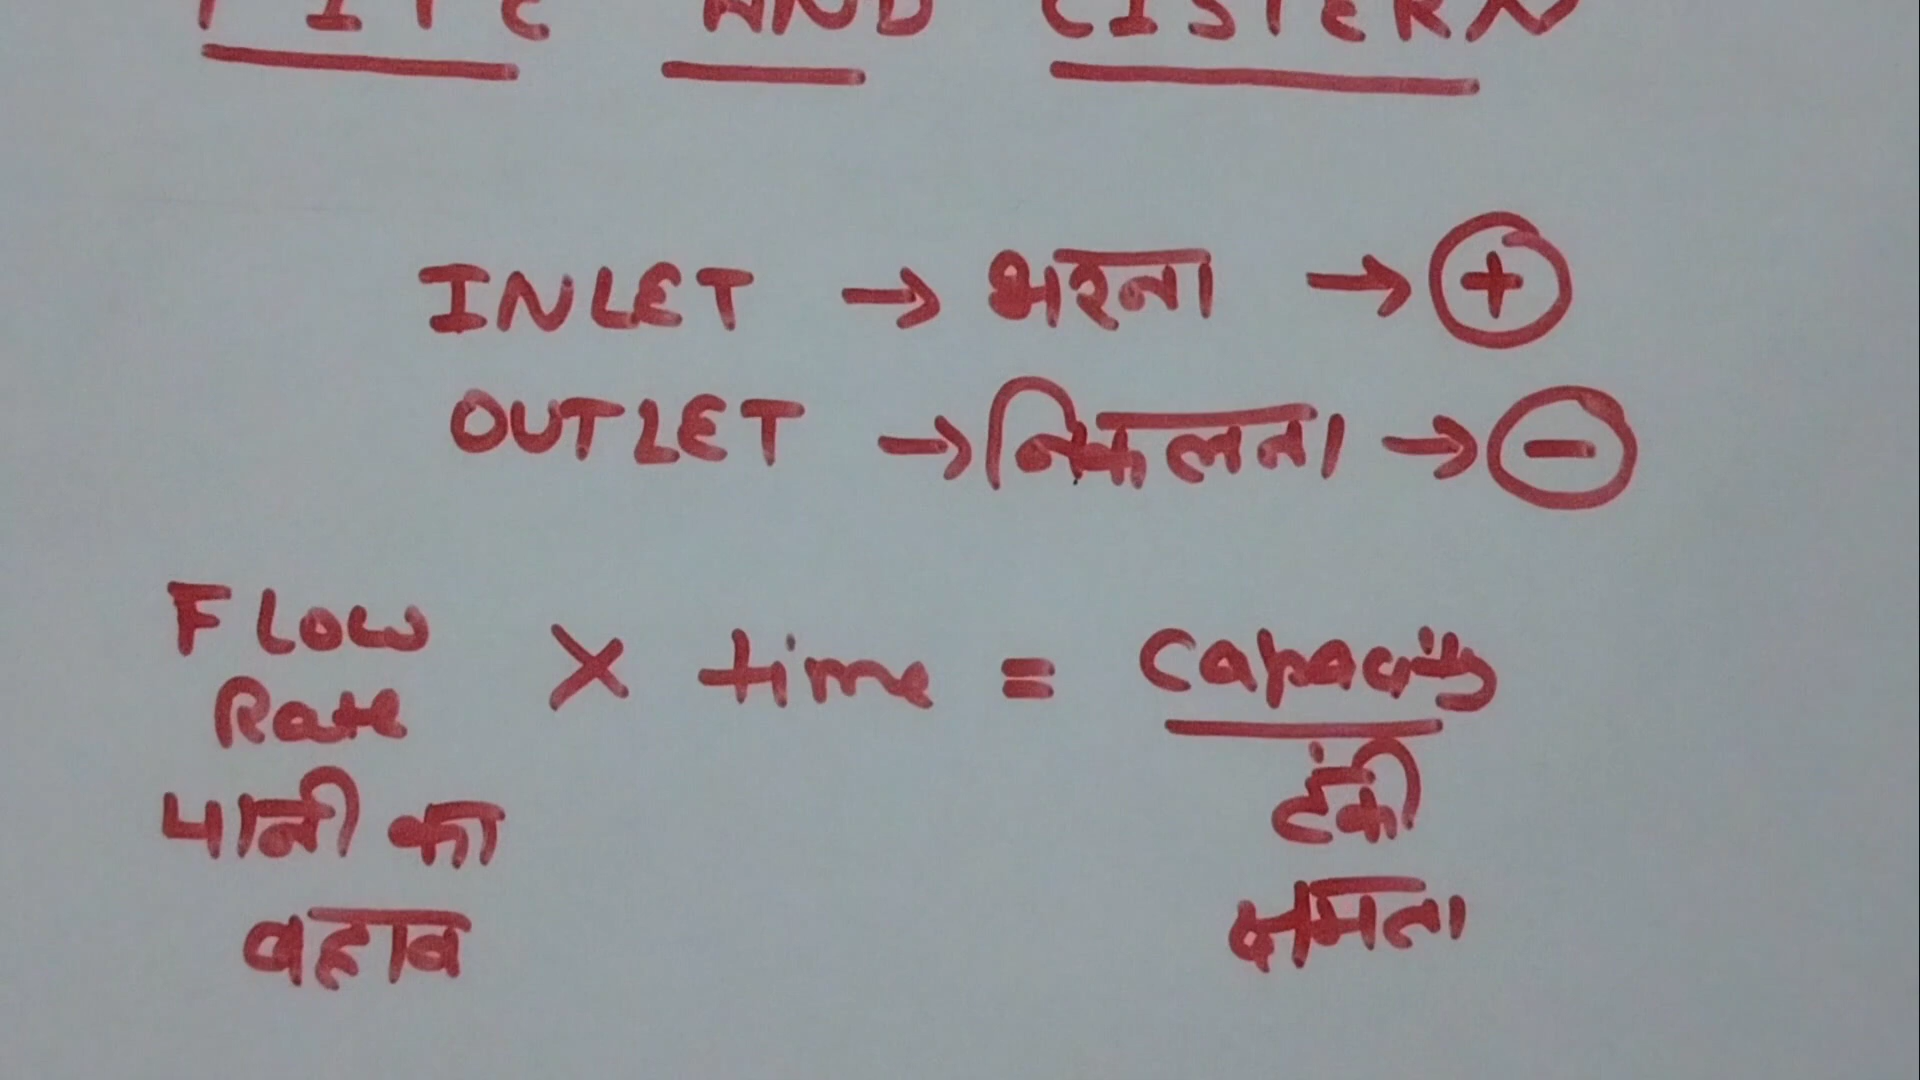 PIPE AND CISTERN
INLET → भरना → +
OUTLET → निकलना → -
FLOW Rate × time = Capacity
पानी का बहाव
टंकी क्षमता